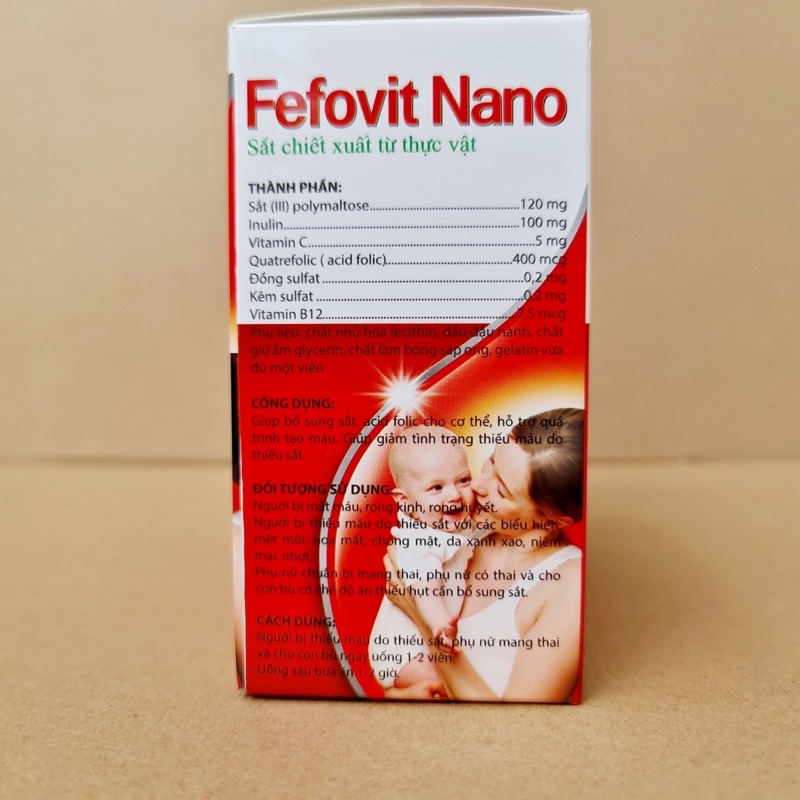 Fefovit Nano
Sắt chiết xuất từ thực vật
THÀNH PHẦN:
Sắt (III) polymaltose............................120 mg
Inulin............................100 mg
Vitamin C............................5 mg
Quatrefolic ( acid folic)............................400 mcg
Đồng sulfat............................0,2 mg
Kẽm sulfat............................0,2 mg
Vitamin B12............................7,5 mcg
Phụ liệu: chất nhũ hóa lecithin, dầu đậu nành, chất
giữ ẩm glycerin, chất làm bóng sáp ong, gelatin vừa
đủ một viên
CÔNG DỤNG:
Giúp bổ sung sắt, acid folic cho cơ thể, hỗ trợ quá
trình tạo máu. Giúp giảm tình trạng thiếu máu do
thiếu sắt.
ĐỐI TƯỢNG SỬ DỤNG:
Người bị mất máu, rong kinh, rong huyết.
Người bị thiếu máu do thiếu sắt với các biểu hiện
mệt mỏi, hoa mắt, chóng mặt, da xanh xao, niêm
mạc nhợt.
Phụ nữ chuẩn bị mang thai, phụ nữ có thai và cho
con bú có chế độ ăn thiếu hụt cần bổ sung sắt.
CÁCH DÙNG:
Người bị thiếu máu do thiếu sắt, phụ nữ mang thai
và cho con bú ngày uống 1-2 viên.
Uống sau bữa ăn 1-2 giờ.